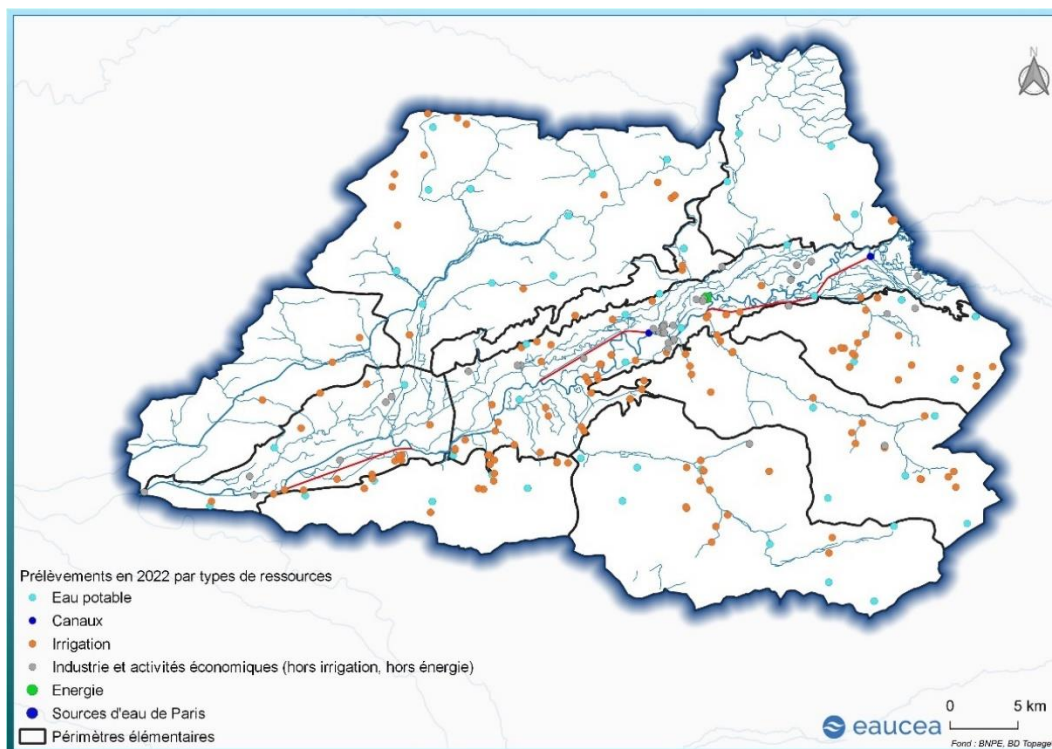 N
Prélèvements en 2022 par types de ressources
Eau potable
Canaux
Irrigation
Industrie et activités économiques (hors irrigation, hors énergie)
Energie
Sources d'eau de Paris
Périmètres élémentaires
eaucea
0 5 km
Fond : BNPE, BD Topage